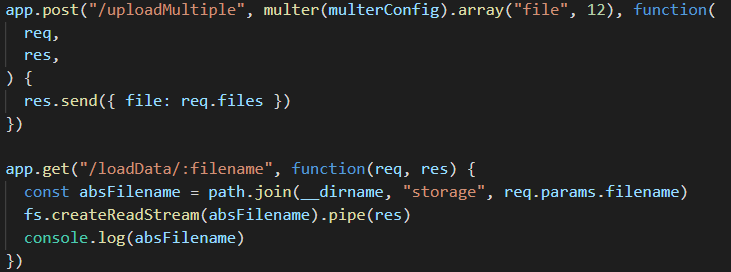 app.post("/uploadMultiple", multer(multerConfig).array("file", 12), function(
  req,
  res,
) {
  res.send({ file: req.files })
})

app.get("/loadData/:filename", function(req, res) {
  const absFilename = path.join(__dirname, "storage", req.params.filename)
  fs.createReadStream(absFilename).pipe(res)
  console.log(absFilename)
})